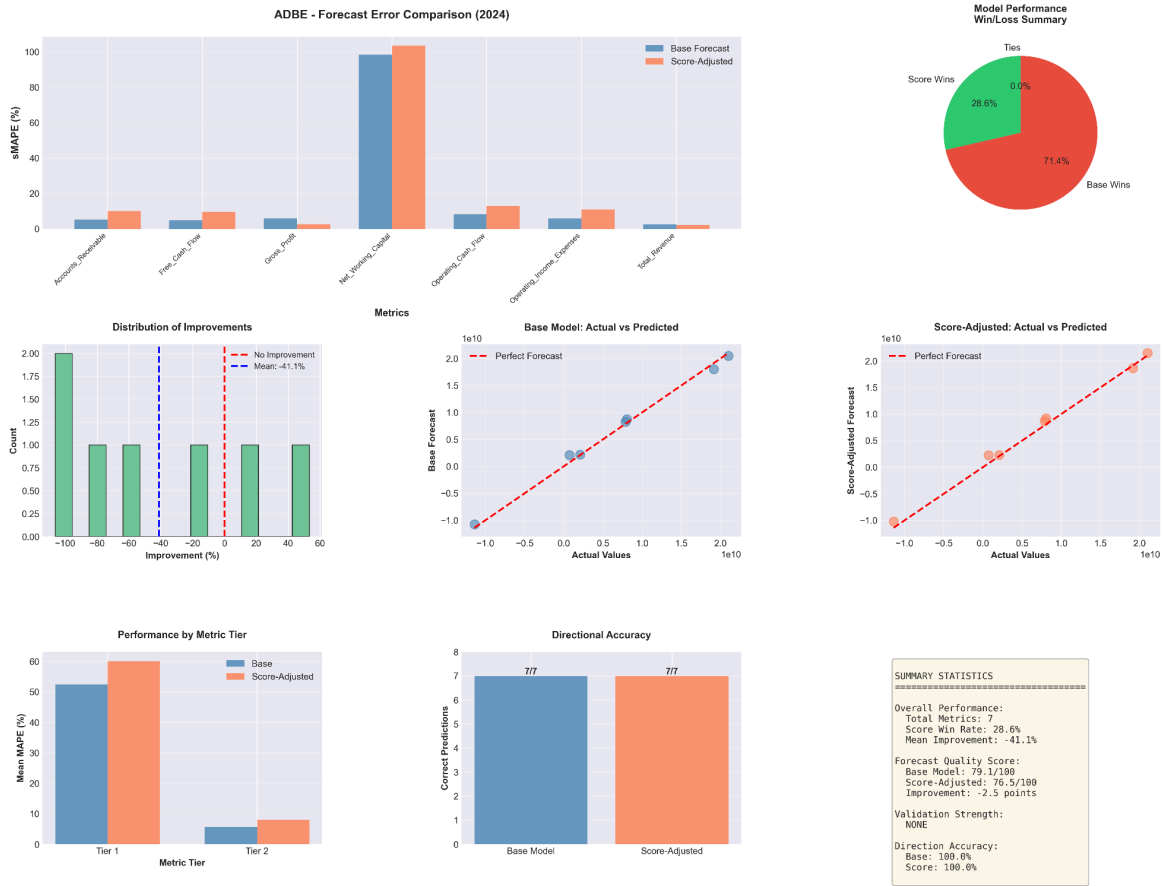 ADBE - Forecast Error Comparison (2024)
sMAPE (%)
100
80
60
40
20
0
Base Forecast
Score-Adjusted
Accounts_Receivable
Free_Cash_Flow
Gross_Profit
Net_Working_Capital
Operating_Cash_Flow
Operating_Income_Expenses
Total_Revenue
Metrics
Model Performance
Win/Loss Summary
Ties
Score Wins
0.0%
28.6%
71.4%
Base Wins
Distribution of Improvements
Count
2.00
1.75
1.50
1.25
1.00
0.75
0.50
0.25
0.00
No Improvement
Mean: -41.1%
−100 −80 −60 −40 −20 0 20 40 60
Improvement (%)
Base Model: Actual vs Predicted
1e10
Base Forecast
2.0
1.5
1.0
0.5
0.0
−0.5
−1.0
Perfect Forecast
−1.0 −0.5 0.0 0.5 1.0 1.5 2.0
Actual Values
1e10
Score-Adjusted: Actual vs Predicted
1e10
Score-Adjusted Forecast
2.0
1.5
1.0
0.5
0.0
−0.5
−1.0
Perfect Forecast
−1.0 −0.5 0.0 0.5 1.0 1.5 2.0
Actual Values
1e10
Performance by Metric Tier
Mean MAPE (%)
60
50
40
30
20
10
0
Base
Score-Adjusted
Tier 1 Tier 2
Metric Tier
Directional Accuracy
Correct Predictions
8
7
6
5
4
3
2
1
0
7/7 7/7
Base Model Score-Adjusted
SUMMARY STATISTICS
===================================
Overall Performance:
Total Metrics: 7
Score Win Rate: 28.6%
Mean Improvement: -41.1%
Forecast Quality Score:
Base Model: 79.1/100
Score-Adjusted: 76.5/100
Improvement: -2.5 points
Validation Strength:
NONE
Direction Accuracy:
Base: 100.0%
Score: 100.0%